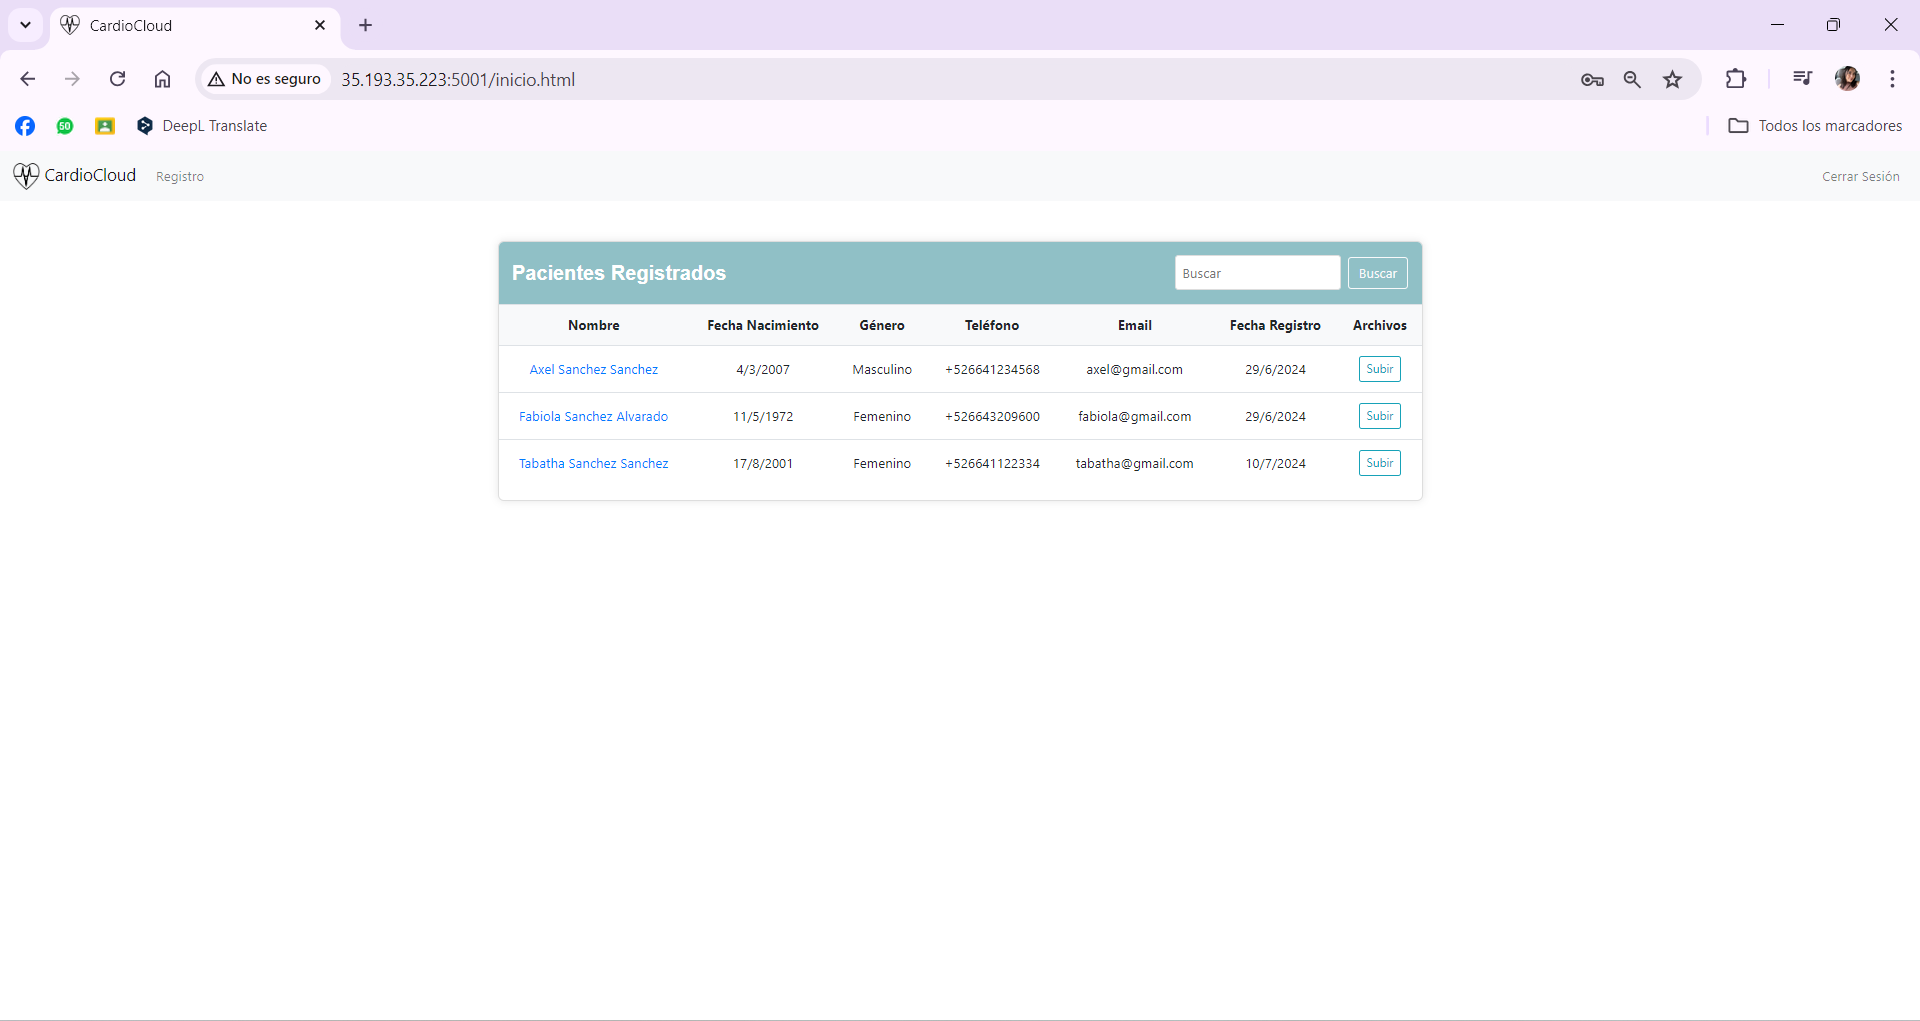 CardioCloud
No es seguro 35.193.35.223:5001/inicio.html
50 DeepL Translate Todos los marcadores
CardioCloud Registro Cerrar Sesión
Pacientes Registrados Buscar Buscar
Nombre Fecha Nacimiento Género Teléfono Email Fecha Registro Archivos
Axel Sanchez Sanchez 4/3/2007 Masculino +526641234568 axel@gmail.com 29/6/2024 Subir
Fabiola Sanchez Alvarado 11/5/1972 Femenino +526643209600 fabiola@gmail.com 29/6/2024 Subir
Tabatha Sanchez Sanchez 17/8/2001 Femenino +526641122334 tabatha@gmail.com 10/7/2024 Subir